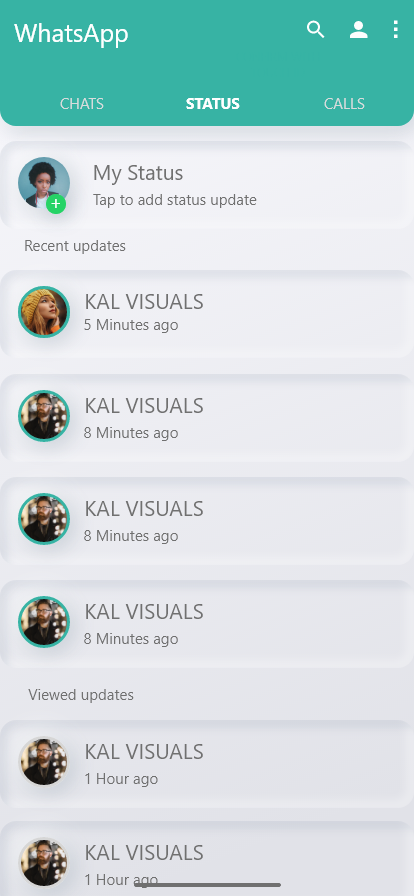 WhatsApp
CHATS STATUS CALLS
My Status
Tap to add status update
Recent updates
KAL VISUALS
5 Minutes ago
KAL VISUALS
8 Minutes ago
KAL VISUALS
8 Minutes ago
KAL VISUALS
8 Minutes ago
Viewed updates
KAL VISUALS
1 Hour ago
KAL VISUALS
1 Hour ago